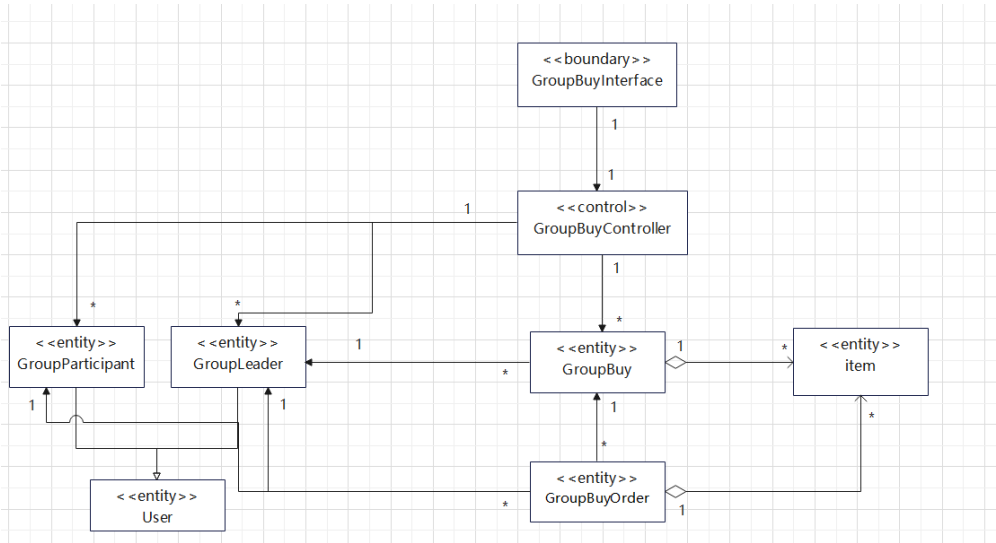 <<boundary>>
GroupBuyInterface
1
1
<<control>>
GroupBuyController
1
1
*
*
*
<<entity>>
GroupParticipant
<<entity>>
GroupLeader
1
*
<<entity>>
GroupBuy
1
*
<<entity>>
item
1
1
1
*
*
<<entity>>
User
*
<<entity>>
GroupBuyOrder
1